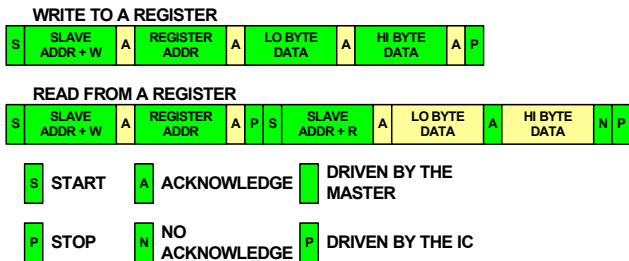 WRITE TO A REGISTER
S SLAVE ADDR + W A REGISTER ADDR A LO BYTE DATA A HI BYTE DATA A P
READ FROM A REGISTER
S SLAVE ADDR + W A REGISTER ADDR A P S SLAVE ADDR + R A LO BYTE DATA A HI BYTE DATA N P
S START A ACKNOWLEDGE DRIVEN BY THE MASTER
P STOP N NO ACKNOWLEDGE P DRIVEN BY THE IC